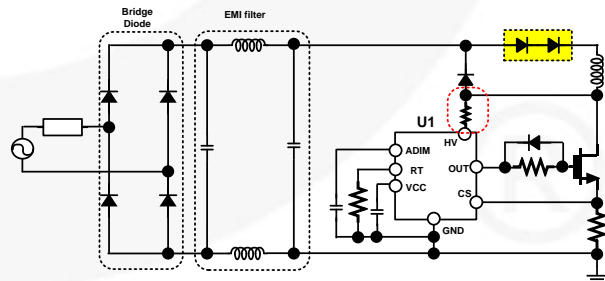 Bridge
Diode
EMI filter
U1
HV
ADIM
RT
VCC
OUT
CS
GND